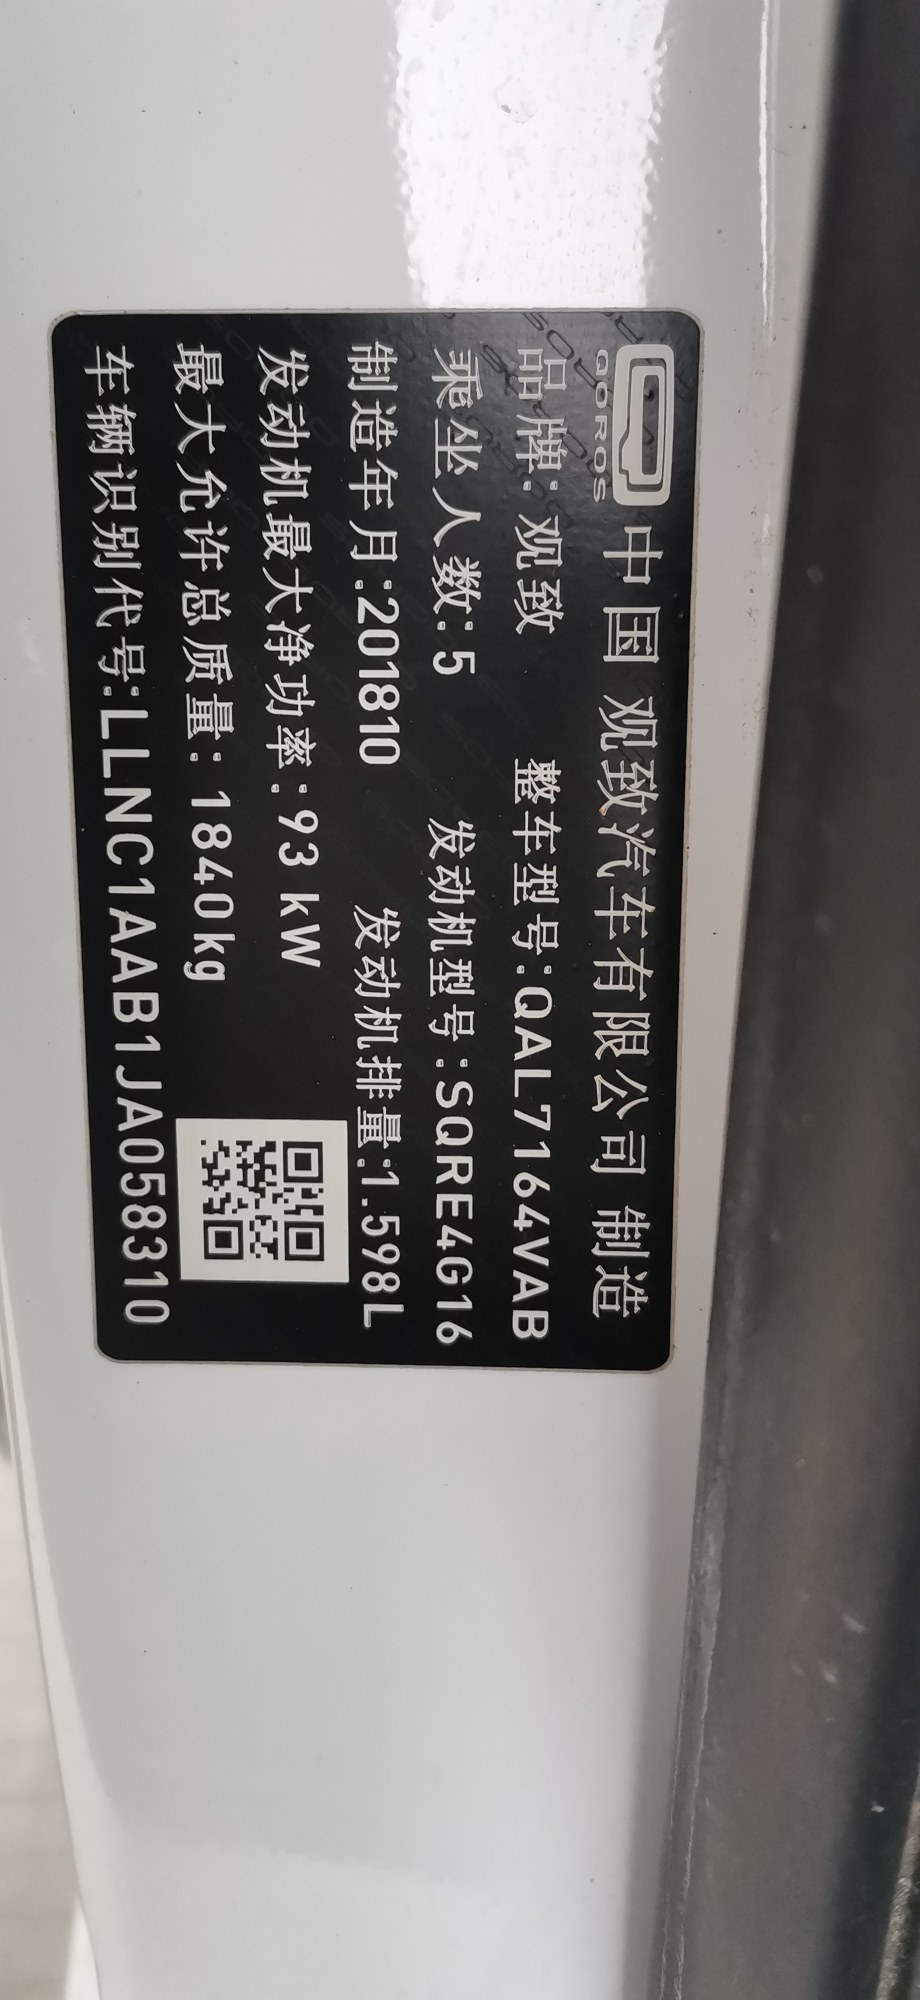 QOROS
中国 观致汽车有限公司 制造
品牌:观致 整车型号:QAL7164VAB
乘坐人数:5 发动机型号:SQRE4G16
制造年月:201810 发动机排量:1.598L
发动机最大净功率:93 kW
最大允许总质量:1840kg
车辆识别代号:LLNC1AAB1JA058310